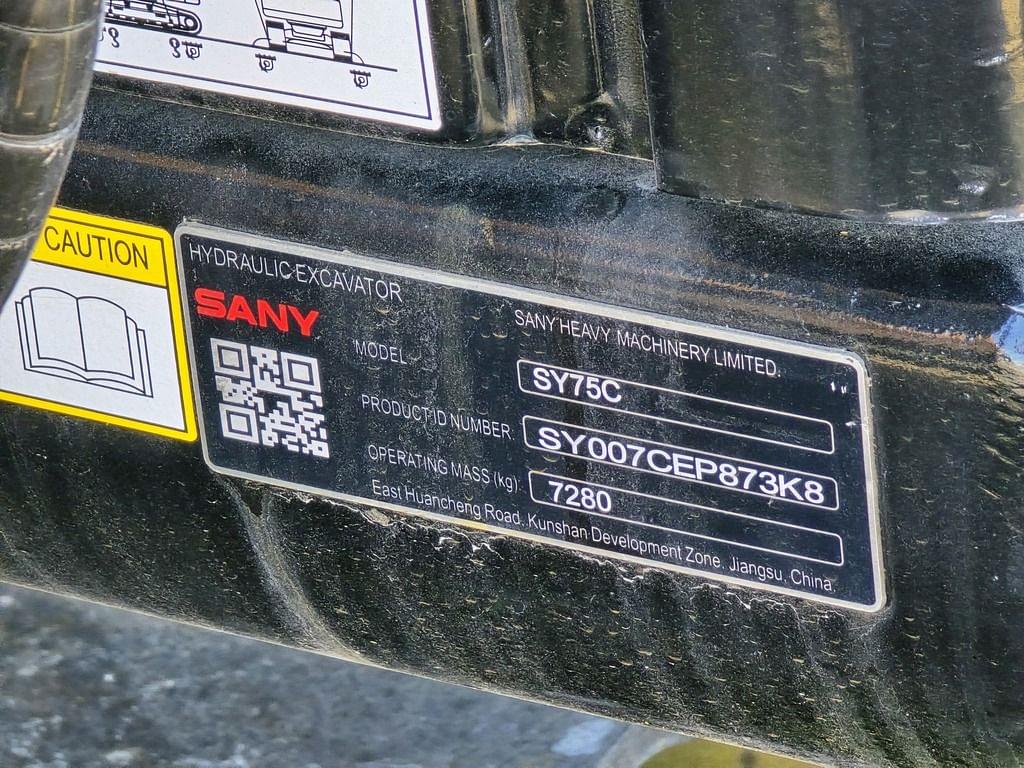 CAUTION
HYDRAULIC EXCAVATOR
SANY
SANY HEAVY MACHINERY LIMITED.
MODEL
SY75C
PRODUCT ID NUMBER
SY007CEP873K8
OPERATING MASS (kg)
7280
East Huancheng Road, Kunshan Development Zone, Jiangsu, China.